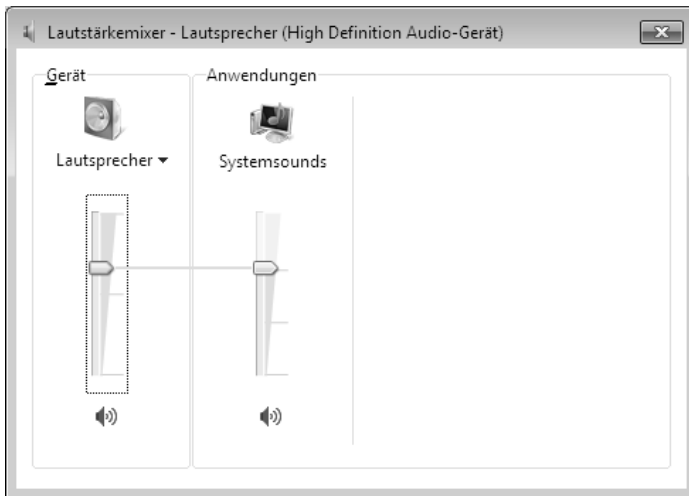 Lautstärkemixer - Lautsprecher (High Definition Audio-Gerät)
Gerät
Anwendungen
Lautsprecher
Systemsounds